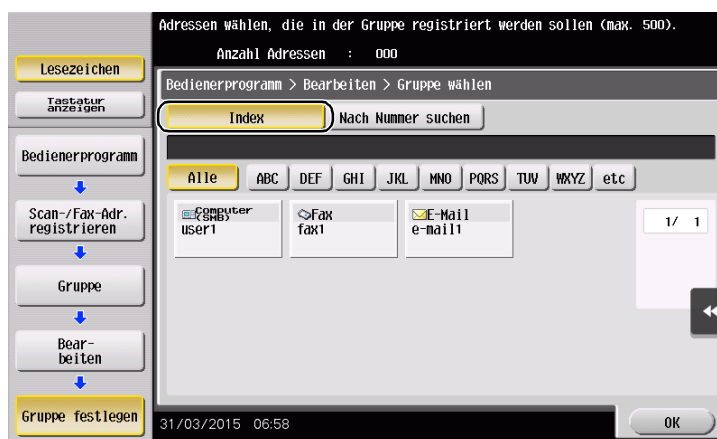 Adressen wählen, die in der Gruppe registriert werden sollen (max. 500).
Anzahl Adressen : 000
Lesezeichen
Tastatur
anzeigen
Bedienerprogramm
Scan-/Fax-Adr.
registrieren
Gruppe
Bear-
beiten
Gruppe festlegen
Bedienerprogramm > Bearbeiten > Gruppe wählen
Index
Nach Nummer suchen
Alle ABC DEF GHI JKL MNO PQRS TUV WXYZ etc
Computer
(SMB)
user1
Fax
fax1
E-Mail
e-mail1
1/ 1
31/03/2015 06:58
OK